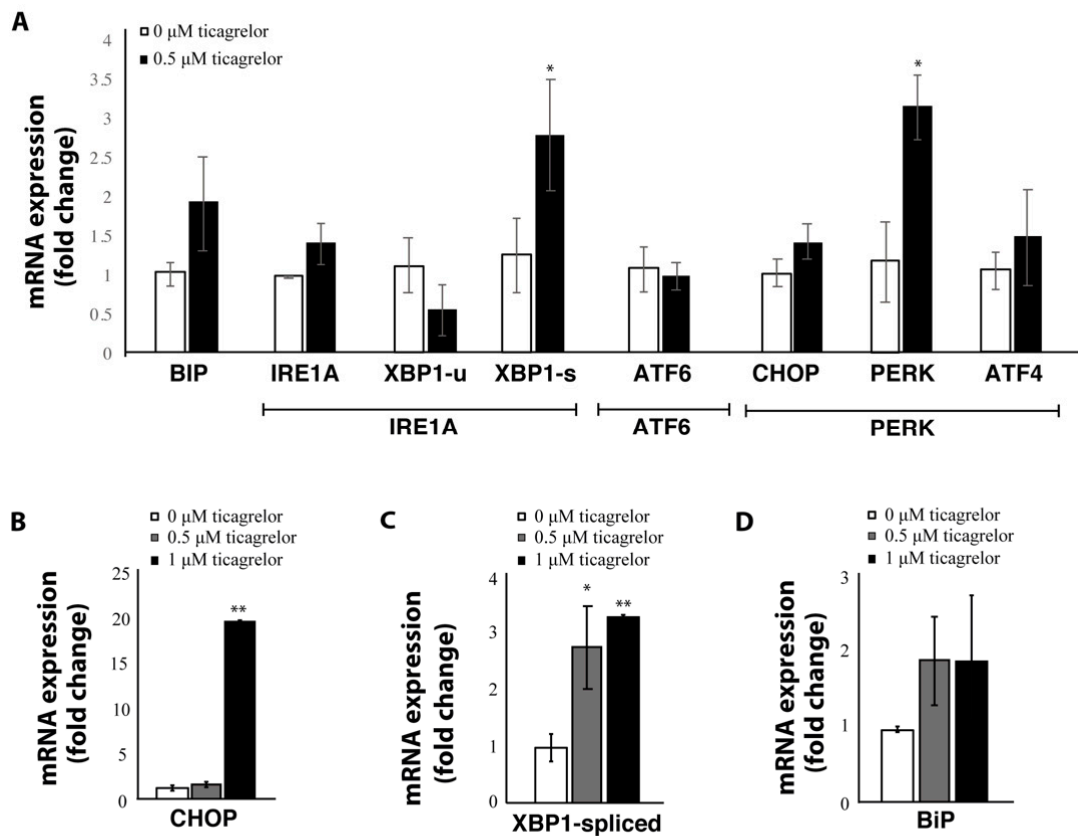 A
0 μM ticagrelor
0.5 μM ticagrelor
mRNA expression
(fold change)
4
3.5
3
2.5
2
1.5
1
0.5
0
*
*
BIP IRE1A XBP1-u XBP1-s ATF6 CHOP PERK ATF4
IRE1A ATF6 PERK
B
0 μM ticagrelor
0.5 μM ticagrelor
1 μM ticagrelor
mRNA expression
(fold change)
25
20
15
10
5
0
**
CHOP
C
0 μM ticagrelor
0.5 μM ticagrelor
1 μM ticagrelor
mRNA expression
(fold change)
4
3
2
1
0
*
**
XBP1-spliced
D
0 μM ticagrelor
0.5 μM ticagrelor
1 μM ticagrelor
mRNA expression
(fold change)
3
2
1
0
BiP